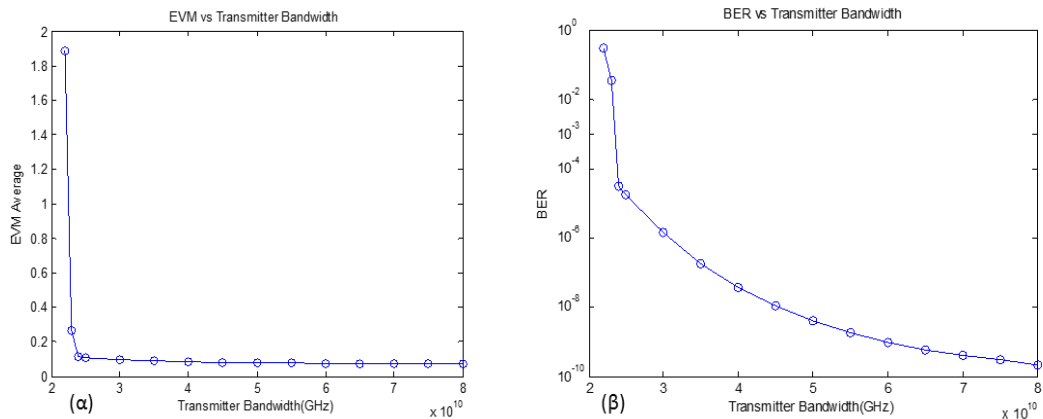 EVM vs Transmitter Bandwidth
2
1.8
1.6
1.4
1.2
1
0.8
0.6
0.4
0.2
0
EVM Average
2 3 4 5 6 7 8
x 10^10
Transmitter Bandwidth(GHz)
(α)
BER vs Transmitter Bandwidth
10^0
10^-2
10^-2
10^-4
10^-6
10^-8
10^-10
BER
2 3 4 5 6 7 8
x 10^10
Transmitter Bandwidth(GHz)
(β)